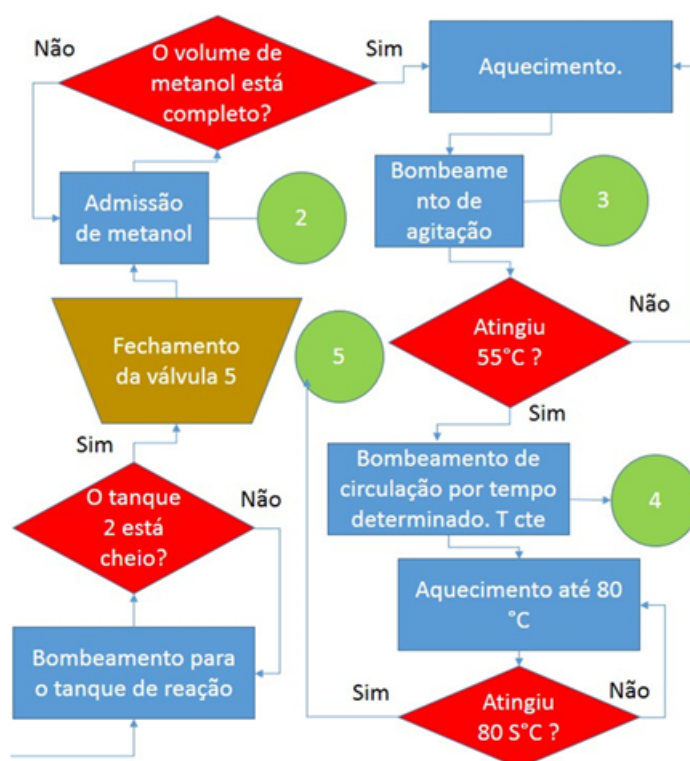 Não
O volume de
metanol está
completo?
Sim
Aquecimento.
Admissão
de metanol
2
Bombeame
nto de
agitação
3
Fechamento
da válvula 5
5
Atingiu
55°C ?
Não
Sim
Sim
O tanque
2 está
cheio?
Não
Bombeamento de
circulação por tempo
determinado. T cte
4
Aquecimento até 80
°C
Bombeamento para
o tanque de reação
Sim
Atingiu
80 S°C ?
Não